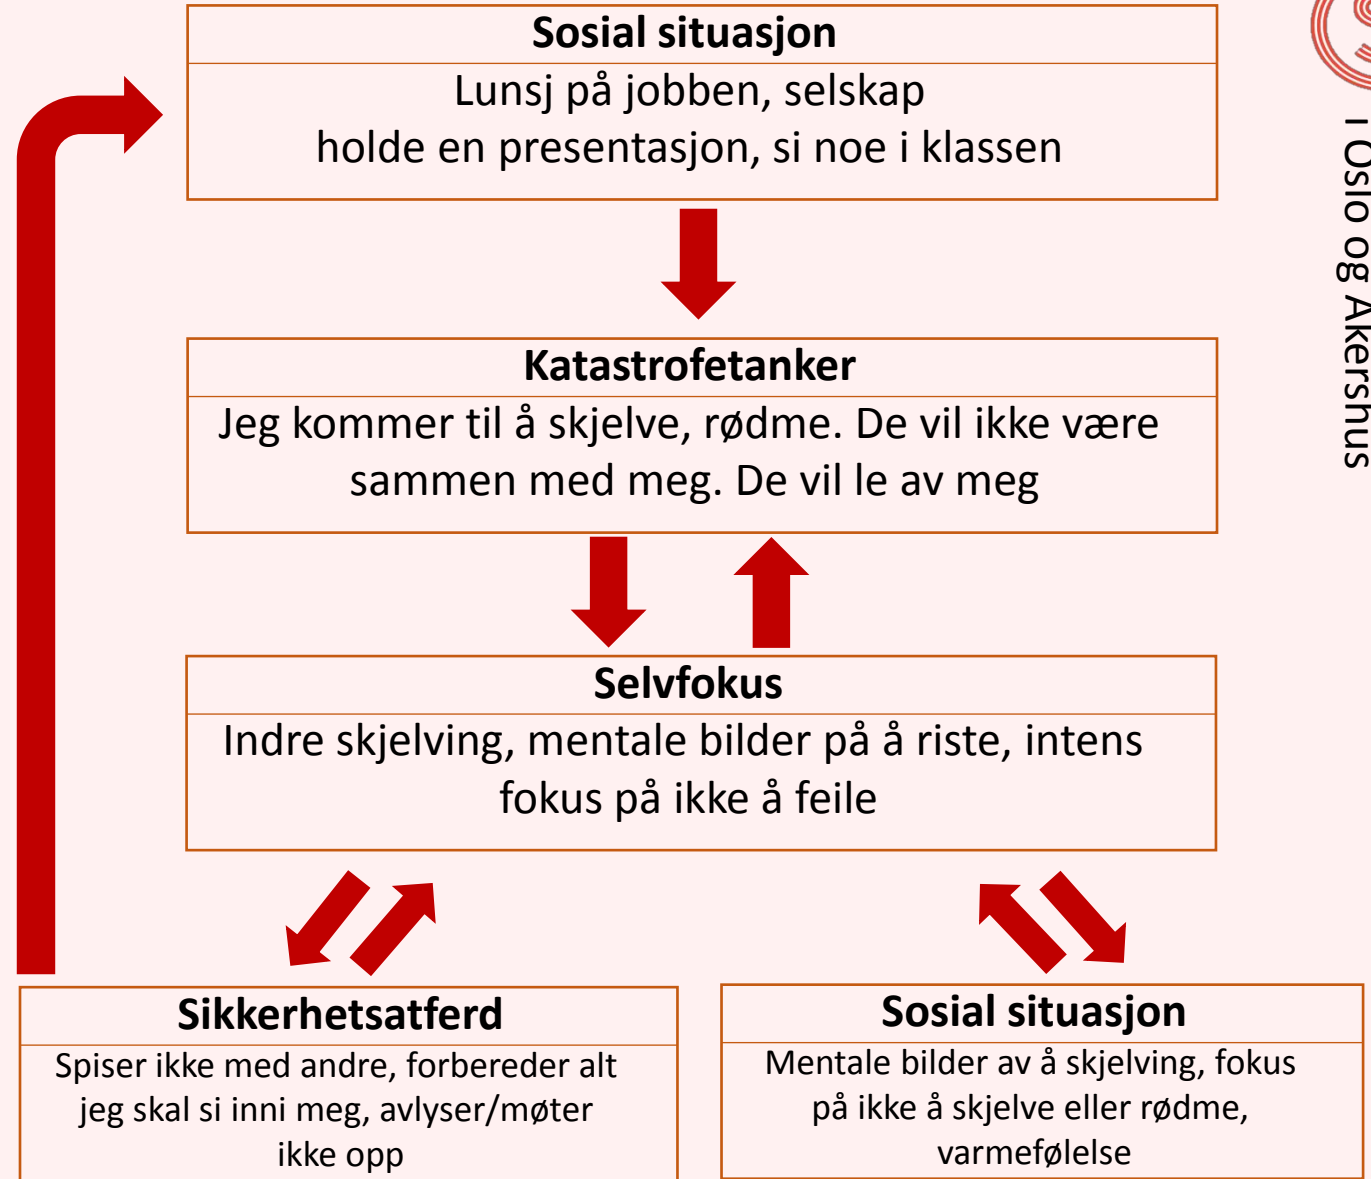 Sosial situasjon
Lunsj på jobben, selskap
holde en presentasjon, si noe i klassen
i Oslo og Akershus
Katastrofetanker
Jeg kommer til å skjelve, rødme. De vil ikke være
sammen med meg. De vil le av meg
Selvfokus
Indre skjelving, mentale bilder på å riste, intens
fokus på ikke å feile
Sikkerhetsatferd
Spiser ikke med andre, forbereder alt
jeg skal si inni meg, avlyser/møter
ikke opp
Sosial situasjon
Mentale bilder av å skjelving, fokus
på ikke å skjelve eller rødme,
varmefølelse